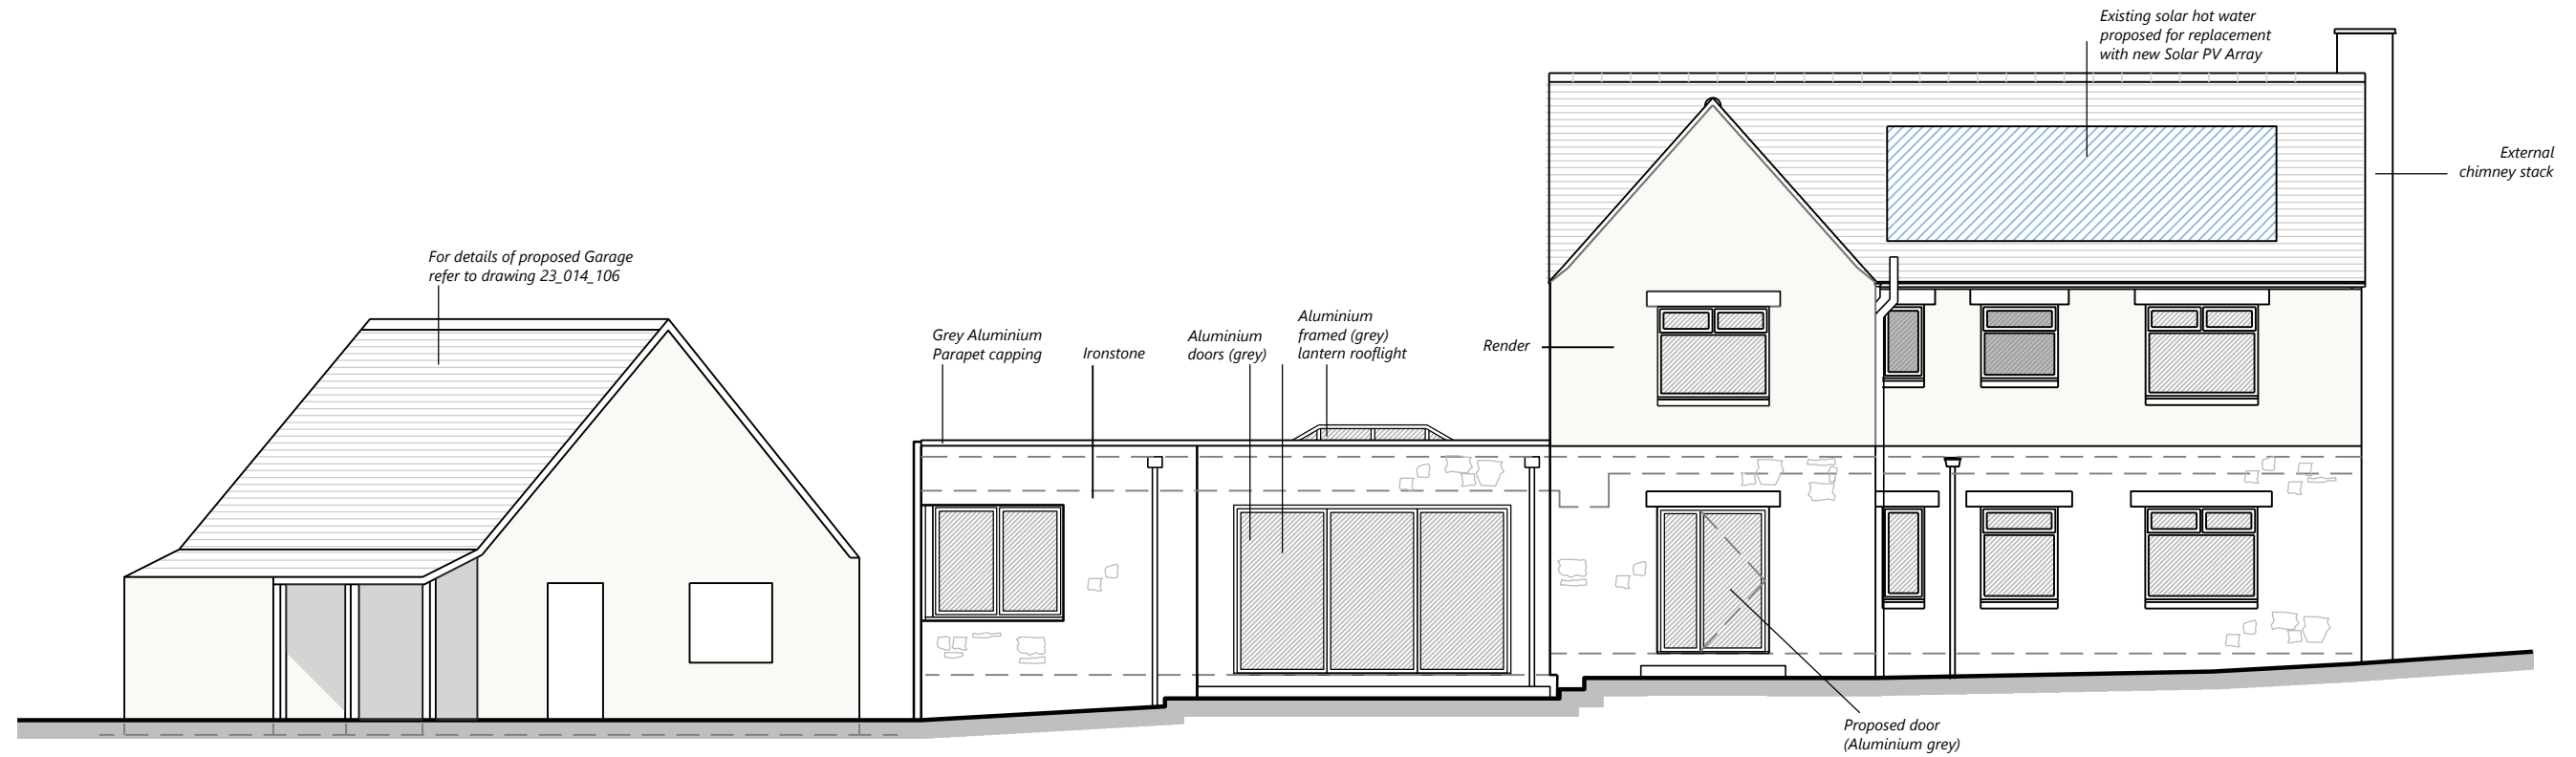 Existing solar hot water
proposed for replacement
with new Solar PV Array
External
chimney stack
For details of proposed Garage
refer to drawing 23_014_106
Grey Aluminium
Parapet capping
Ironstone
Aluminium
doors (grey)
Aluminium
framed (grey)
lantern rooflight
Render
Proposed door
(Aluminium grey)